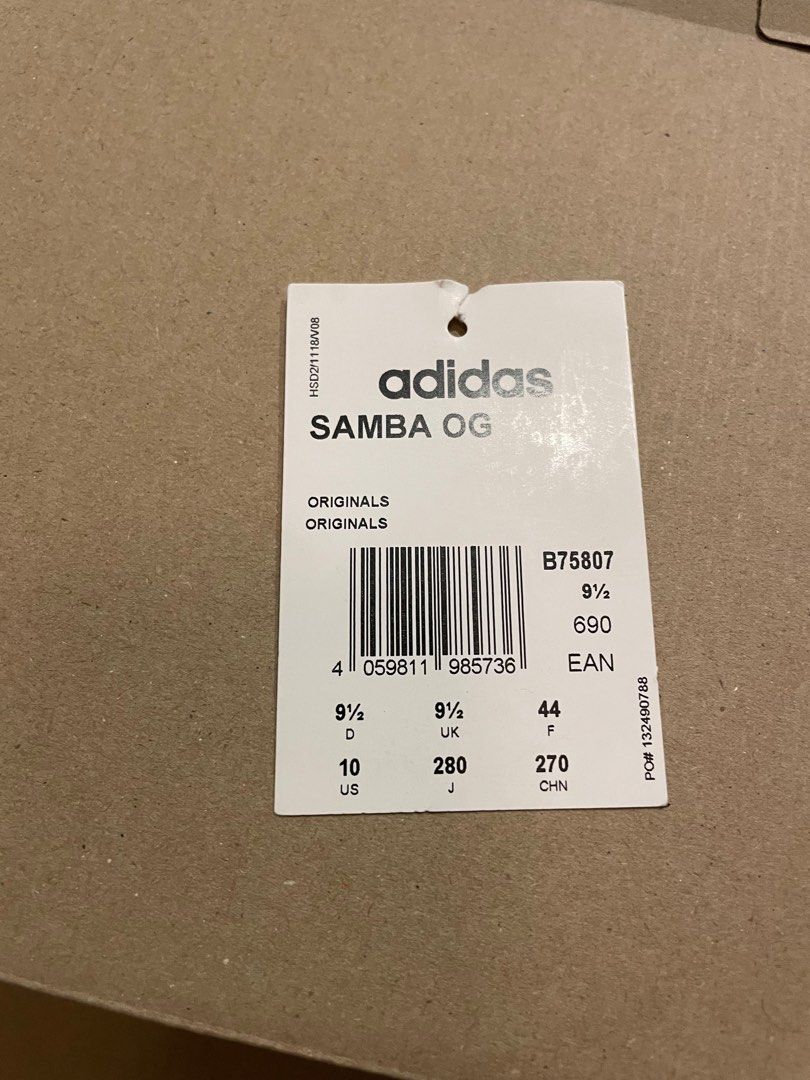 HSD2/1118/V08
adidas
SAMBA OG
ORIGINALS
ORIGINALS
B75807
9½
690
EAN
4 059811 985736
9½ 9½ 44
D UK F
10 280 270
US J CHN
PO# 132490788